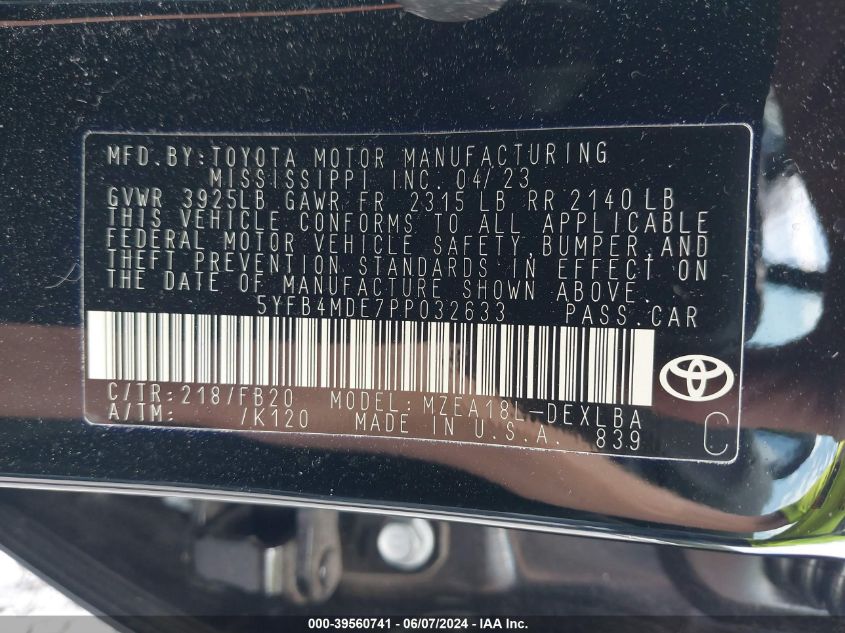 MFD.BY:TOYOTA MOTOR MANUFACTURING
MISSISSIPPI INC. 04/23
GVWR 3925LB GAWR FR 2315 LB RR 2140 LB
THIS VEHICLE CONFORMS TO ALL APPLICABLE
FEDERAL MOTOR VEHICLE SAFETY, BUMPER, AND
THEFT PREVENTION STANDARDS IN EFFECT ON
THE DATE OF MANUFACTURE SHOWN ABOVE.
5YFB4MDE7PP032633 PASS.CAR
C/TR:218/FB20 MODEL:MZEA18L-DEXLBA
A/TM: /K120 MADE IN U.S.A. 839
C
000-39560741 - 06/07/2024 - IAA Inc.